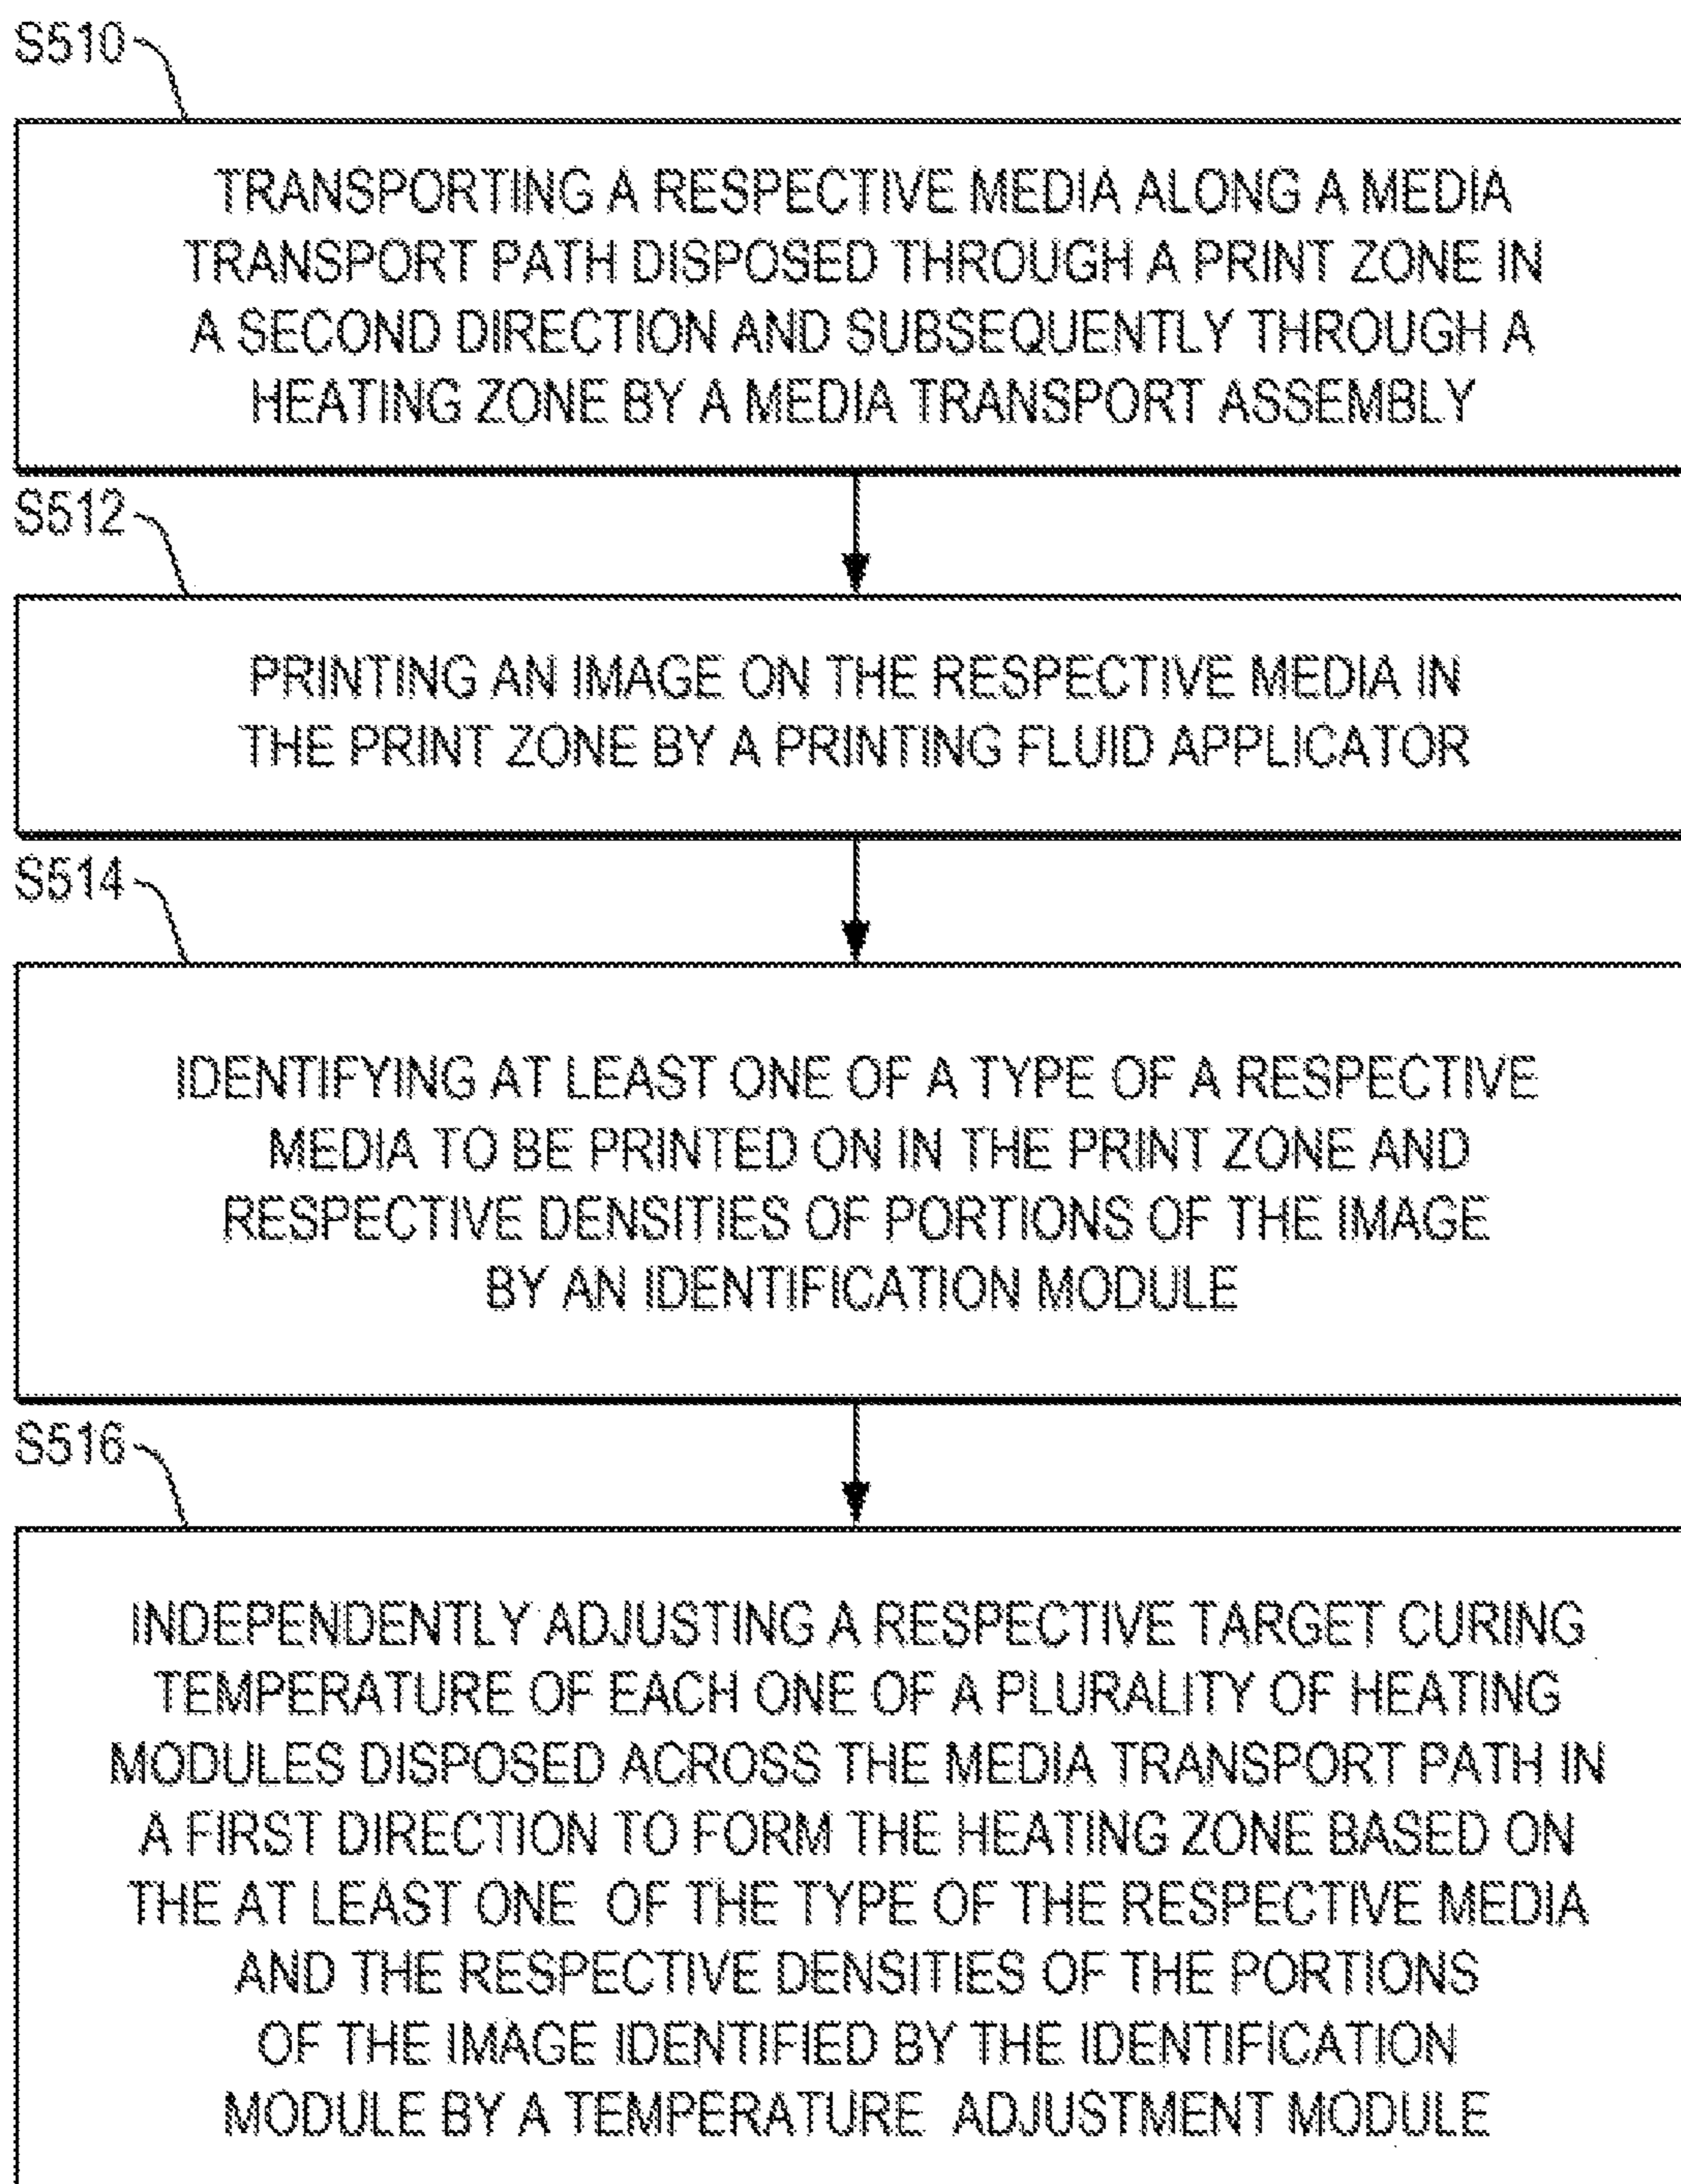 S510
TRANSPORTING A RESPECTIVE MEDIA ALONG A MEDIA
TRANSPORT PATH DISPOSED THROUGH A PRINT ZONE IN
A SECOND DIRECTION AND SUBSEQUENTLY THROUGH A
HEATING ZONE BY A MEDIA TRANSPORT ASSEMBLY
S512
PRINTING AN IMAGE ON THE RESPECTIVE MEDIA IN
THE PRINT ZONE BY A PRINTING FLUID APPLICATOR
S514
IDENTIFYING AT LEAST ONE OF A TYPE OF A RESPECTIVE
MEDIA TO BE PRINTED ON IN THE PRINT ZONE AND
RESPECTIVE DENSITIES OF PORTIONS OF THE IMAGE
BY AN IDENTIFICATION MODULE
S516
INDEPENDENTLY ADJUSTING A RESPECTIVE TARGET CURING
TEMPERATURE OF EACH ONE OF A PLURALITY OF HEATING
MODULES DISPOSED ACROSS THE MEDIA TRANSPORT PATH IN
A FIRST DIRECTION TO FORM THE HEATING ZONE BASED ON
THE AT LEAST ONE OF THE TYPE OF THE RESPECTIVE MEDIA
AND THE RESPECTIVE DENSITIES OF THE PORTIONS
OF THE IMAGE IDENTIFIED BY THE IDENTIFICATION
MODULE BY A TEMPERATURE ADJUSTMENT MODULE